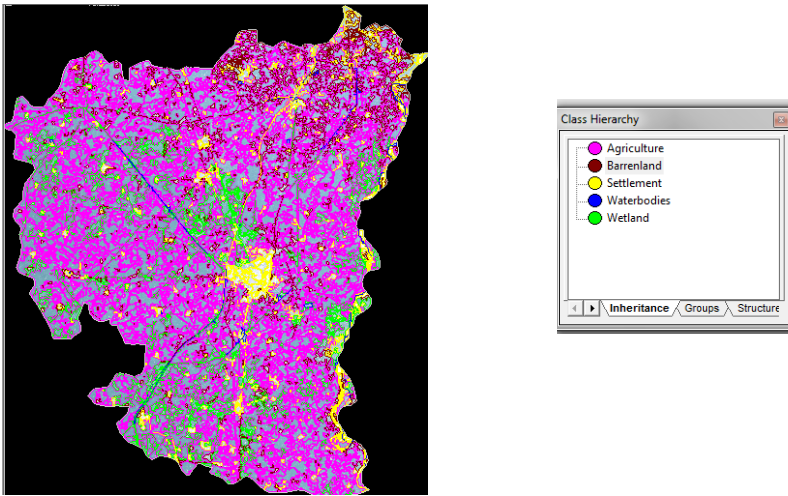 Class Hierarchy
Agriculture
Barrenland
Settlement
Waterbodies
Wetland
Inheritance Groups Structure